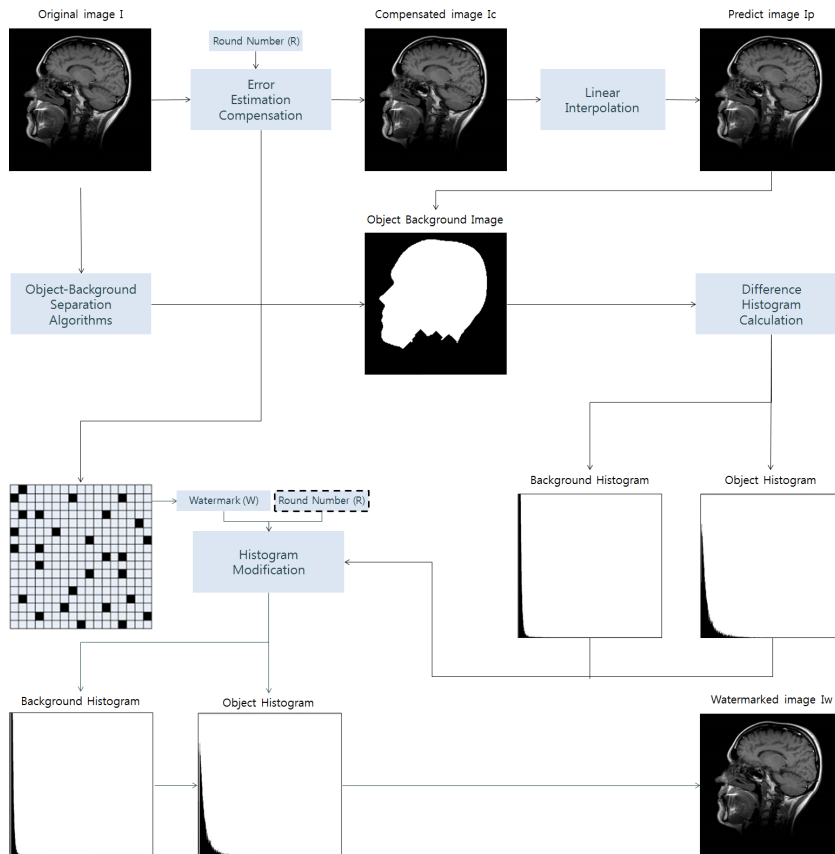 Original image I
Compensated image Ic
Predict image Ip
Round Number (R)
Error
Estimation
Compensation
Linear
Interpolation
Object Background Image
Object-Background
Separation
Algorithms
Difference
Histogram
Calculation
Background Histogram
Object Histogram
Watermark (W)
Round Number (R)
Histogram
Modification
Background Histogram
Object Histogram
Watermarked image Iw